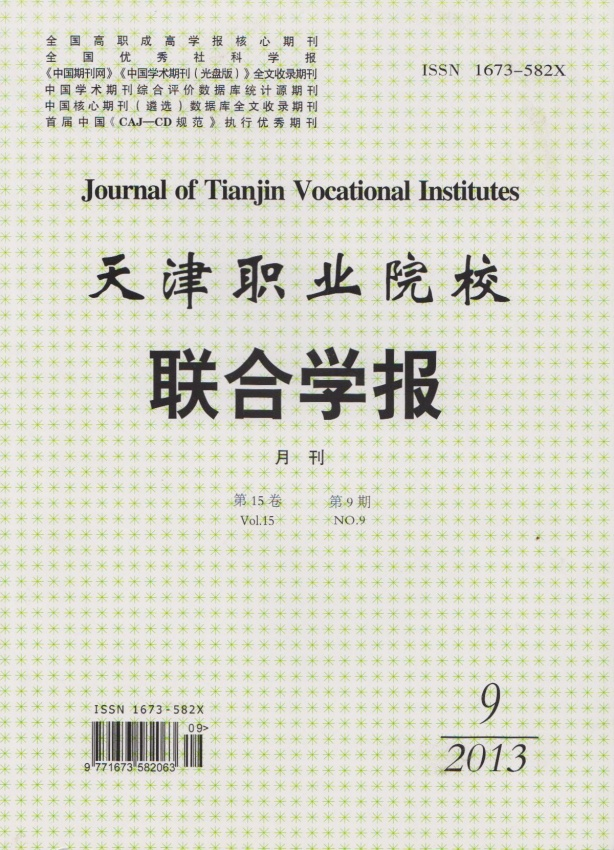 全国高职成高学报核心期刊
全国优秀社科学报
《中国期刊网》《中国学术期刊(光盘版)》全文收录期刊
中国学术期刊综合评价数据库统计源期刊
中国核心期刊(遴选)数据库全文收录期刊
首届中国《CAJ—CD规范》执行优秀期刊
ISSN 1673-582X
Journal of Tianjin Vocational Institutes
天津职业院校
联合学报
月刊
第15卷 第9期
Vol.15 NO.9
ISSN 1673-582X
09>
9 771673 582063
9
2013